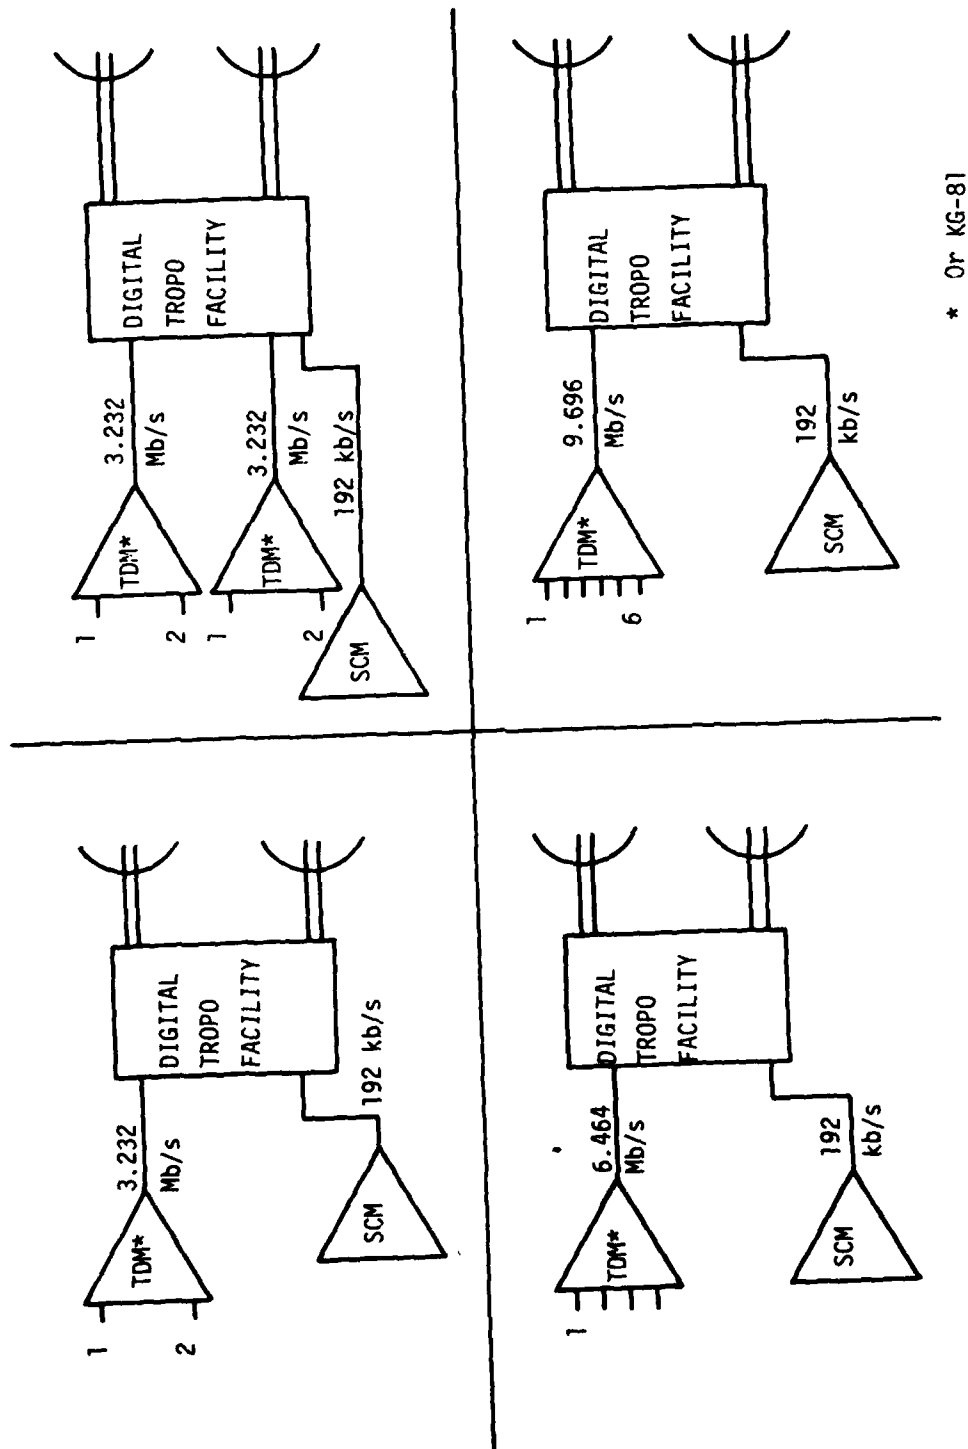 1
2
TDM*
3.232
Mb/s
DIGITAL
TROPO
FACILITY
SCM
192 kb/s
1
2
TDM*
3.232
Mb/s
1
2
TDM*
3.232
Mb/s
DIGITAL
TROPO
FACILITY
SCM
192 kb/s
1
TDM*
6.464
Mb/s
DIGITAL
TROPO
FACILITY
SCM
192
kb/s
1
6
TDM*
9.696
Mb/s
DIGITAL
TROPO
FACILITY
SCM
192
kb/s
* Or KG-81